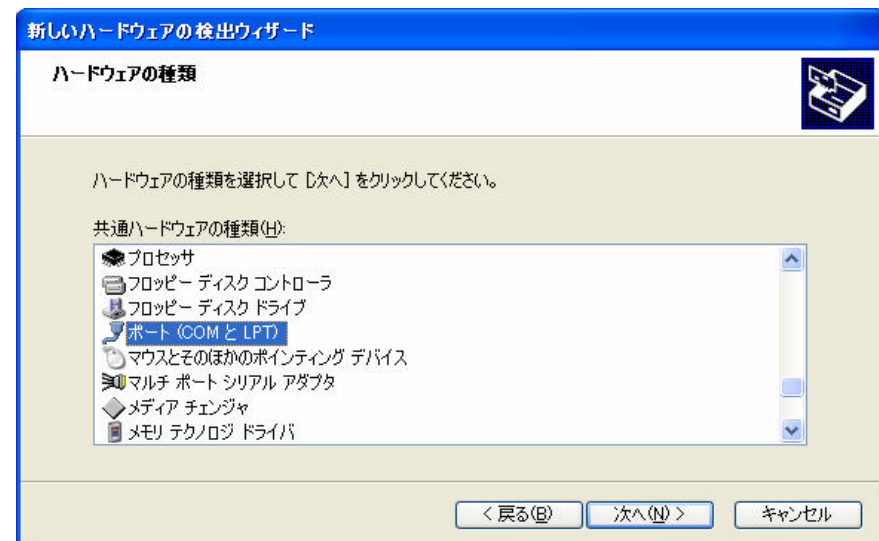 新しいハードウェアの検出ウィザード
ハードウェアの種類
ハードウェアの種類を選択して [次へ] をクリックしてください。
共通ハードウェアの種類(H):
プロセッサ
フロッピー ディスク コントローラ
フロッピー ディスク ドライブ
ポート (COM と LPT)
マウスとそのほかのポインティング デバイス
マルチ ポート シリアル アダプタ
メディア チェンジャ
メモリ テクノロジ ドライバ
< 戻る(B) 次へ(N) > キャンセル